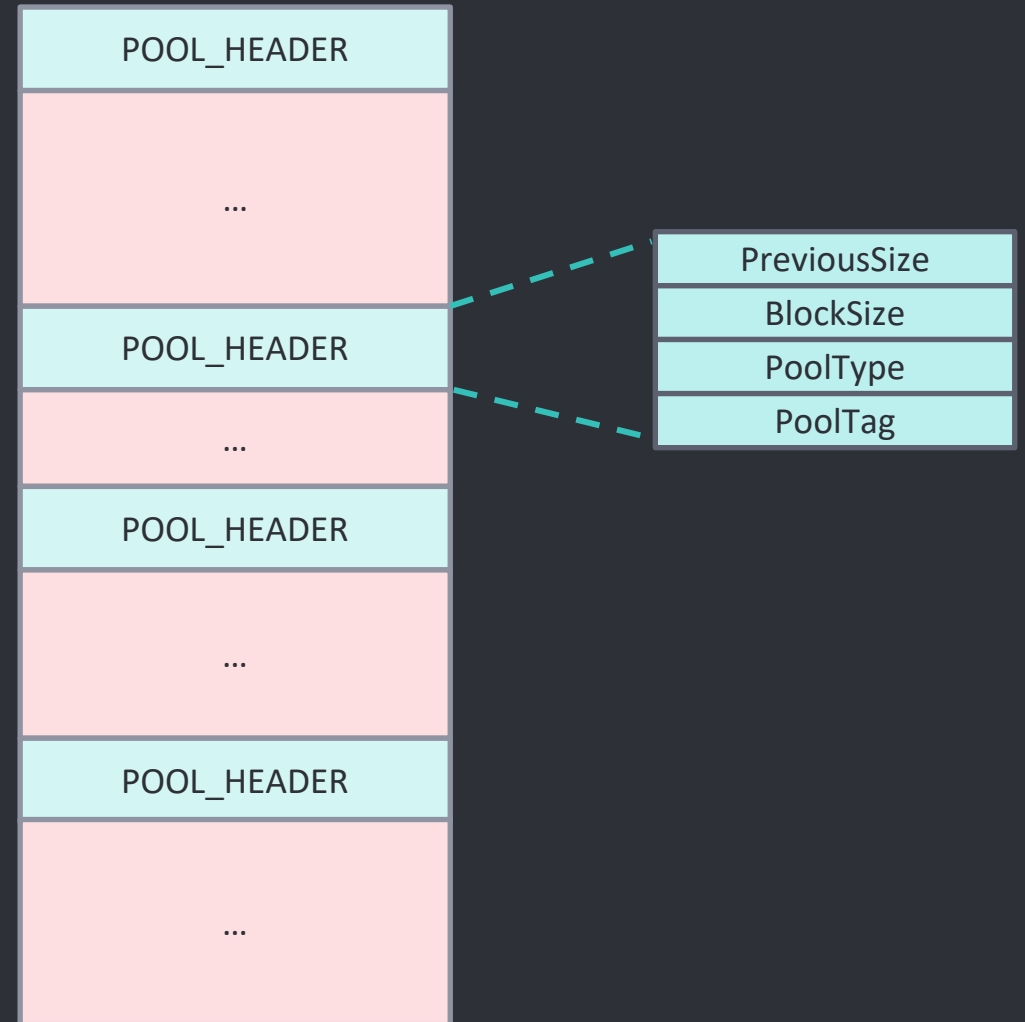 POOL_HEADER
...
POOL_HEADER
...
POOL_HEADER
...
POOL_HEADER
...
PreviousSize
BlockSize
PoolType
PoolTag